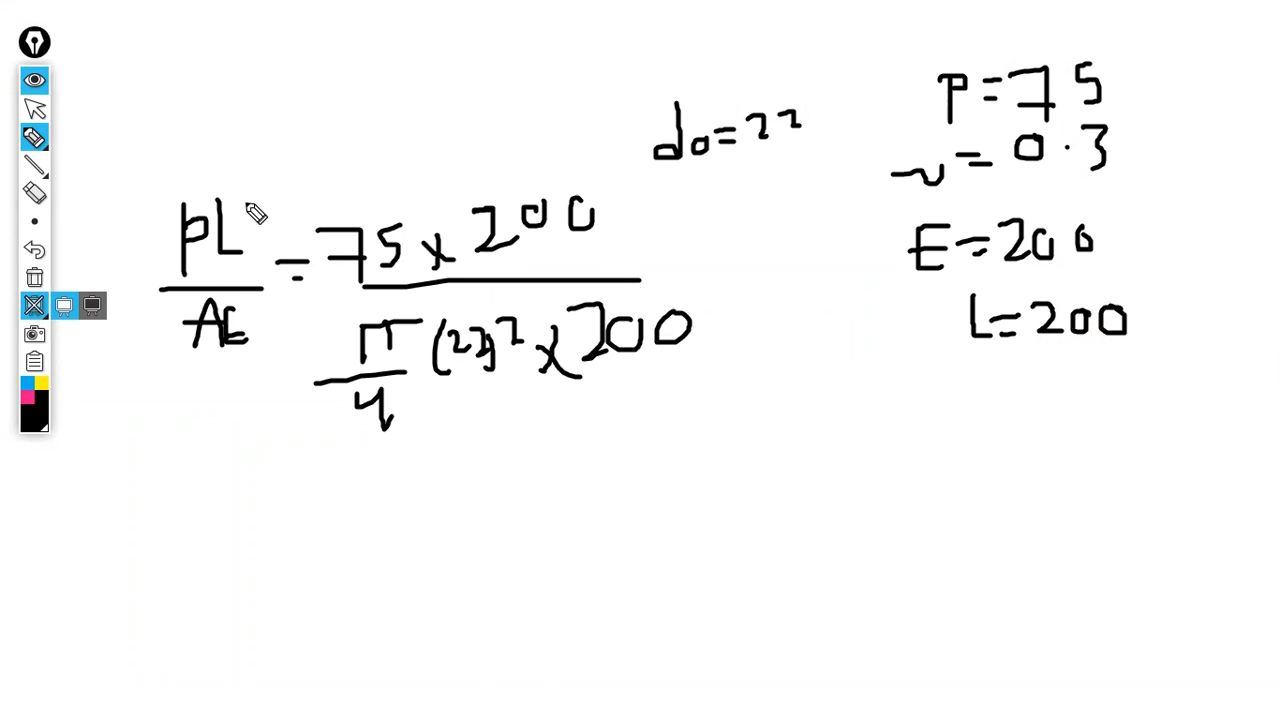 P=75
do=22
ν=0.3
PL/AE = 75×200/(π/4 (22)²×200)
E=200
L=200